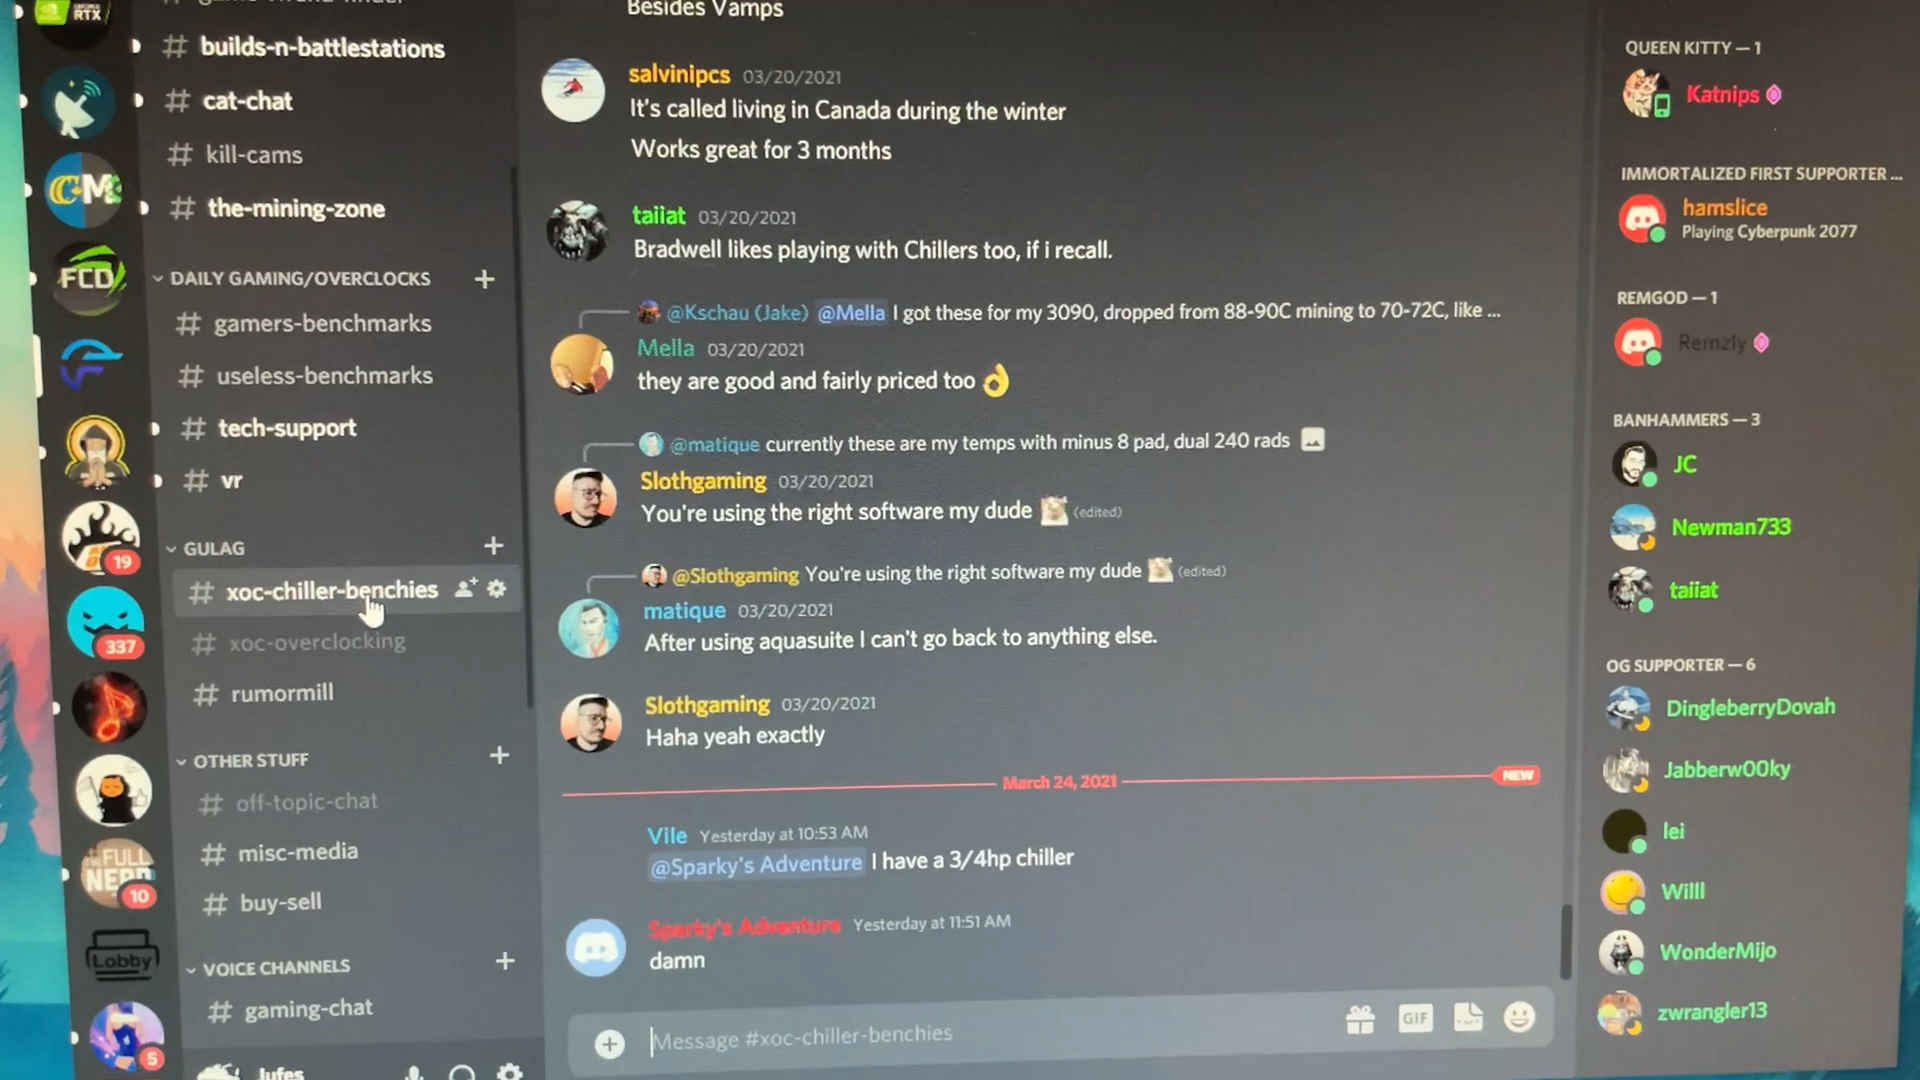 RTX
builds-n-battlestations
cat-chat
kill-cams
the-mining-zone
DAILY GAMING/OVERCLOCKS
gamers-benchmarks
useless-benchmarks
tech-support
vr
GULAG
xoc-chiller-benchies
xoc-overclocking
rumormill
OTHER STUFF
off-topic-chat
misc-media
buy-sell
VOICE CHANNELS
gaming-chat
Jufes
FCD
19
337
FULL
NERD
10
Lobby
5
Besides Vamps
salvinipcs 03/20/2021
It's called living in Canada during the winter
Works great for 3 months
taiiat 03/20/2021
Bradwell likes playing with Chillers too, if i recall.
@Kschau (Jake) @Mella I got these for my 3090, dropped from 88-90C mining to 70-72C, like ...
Mella 03/20/2021
they are good and fairly priced too
@matique currently these are my temps with minus 8 pad, dual 240 rads
Slothgaming 03/20/2021
You're using the right software my dude (edited)
@Slothgaming You're using the right software my dude (edited)
matique 03/20/2021
After using aquasuite I can't go back to anything else.
Slothgaming 03/20/2021
Haha yeah exactly
March 24, 2021 NEW
Vile Yesterday at 10:53 AM
@Sparky's Adventure I have a 3/4hp chiller
Sparky's Adventure Yesterday at 11:51 AM
damn
Message #xoc-chiller-benchies
GIF
QUEEN KITTY — 1
Katnips
IMMORTALIZED FIRST SUPPORTER ...
hamslice
Playing Cyberpunk 2077
REMGOD — 1
Remzly
BANHAMMERS — 3
JC
Newman733
taiiat
OG SUPPORTER — 6
DingleberryDovah
Jabberw00ky
lei
Willl
WonderMijo
zwrangler13